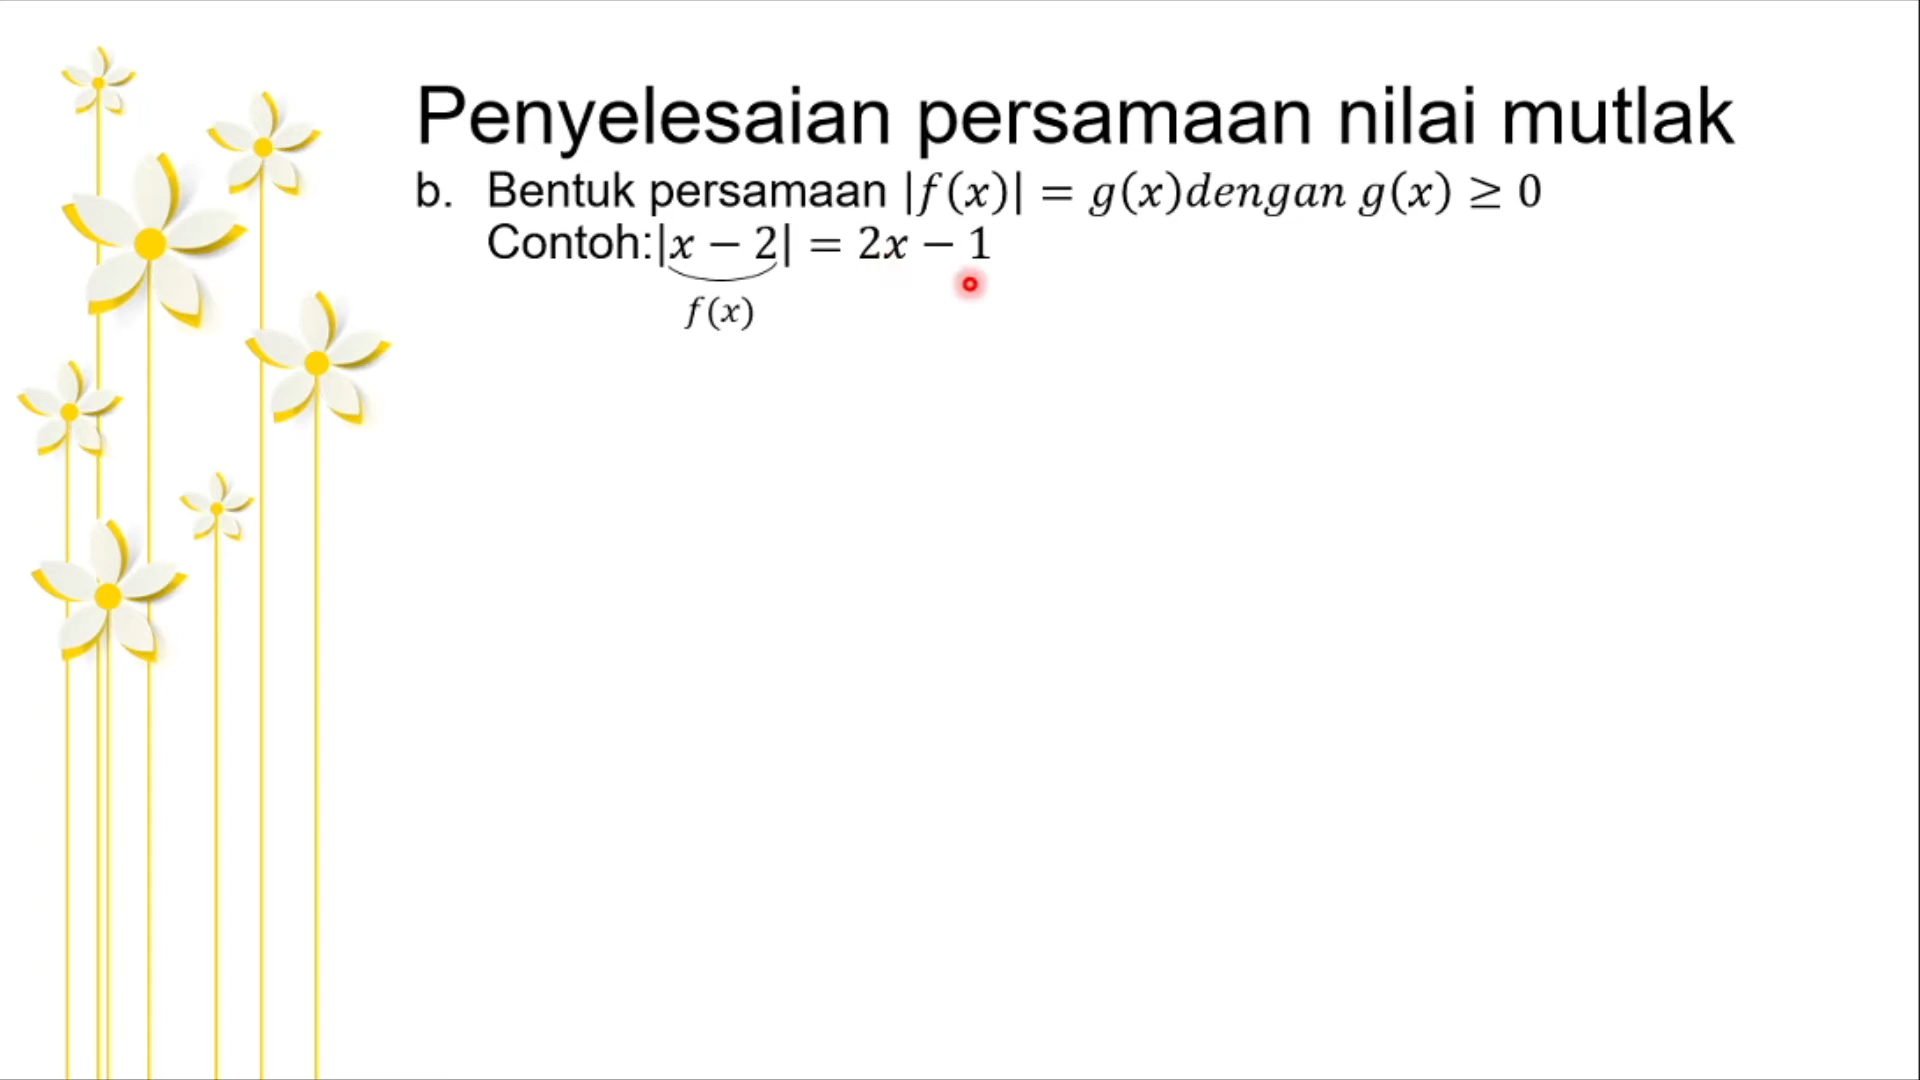 Penyelesaian persamaan nilai mutlak
b. Bentuk persamaan |f(x)| = g(x)dengan g(x) ≥ 0
Contoh:|x − 2| = 2x − 1
f(x)